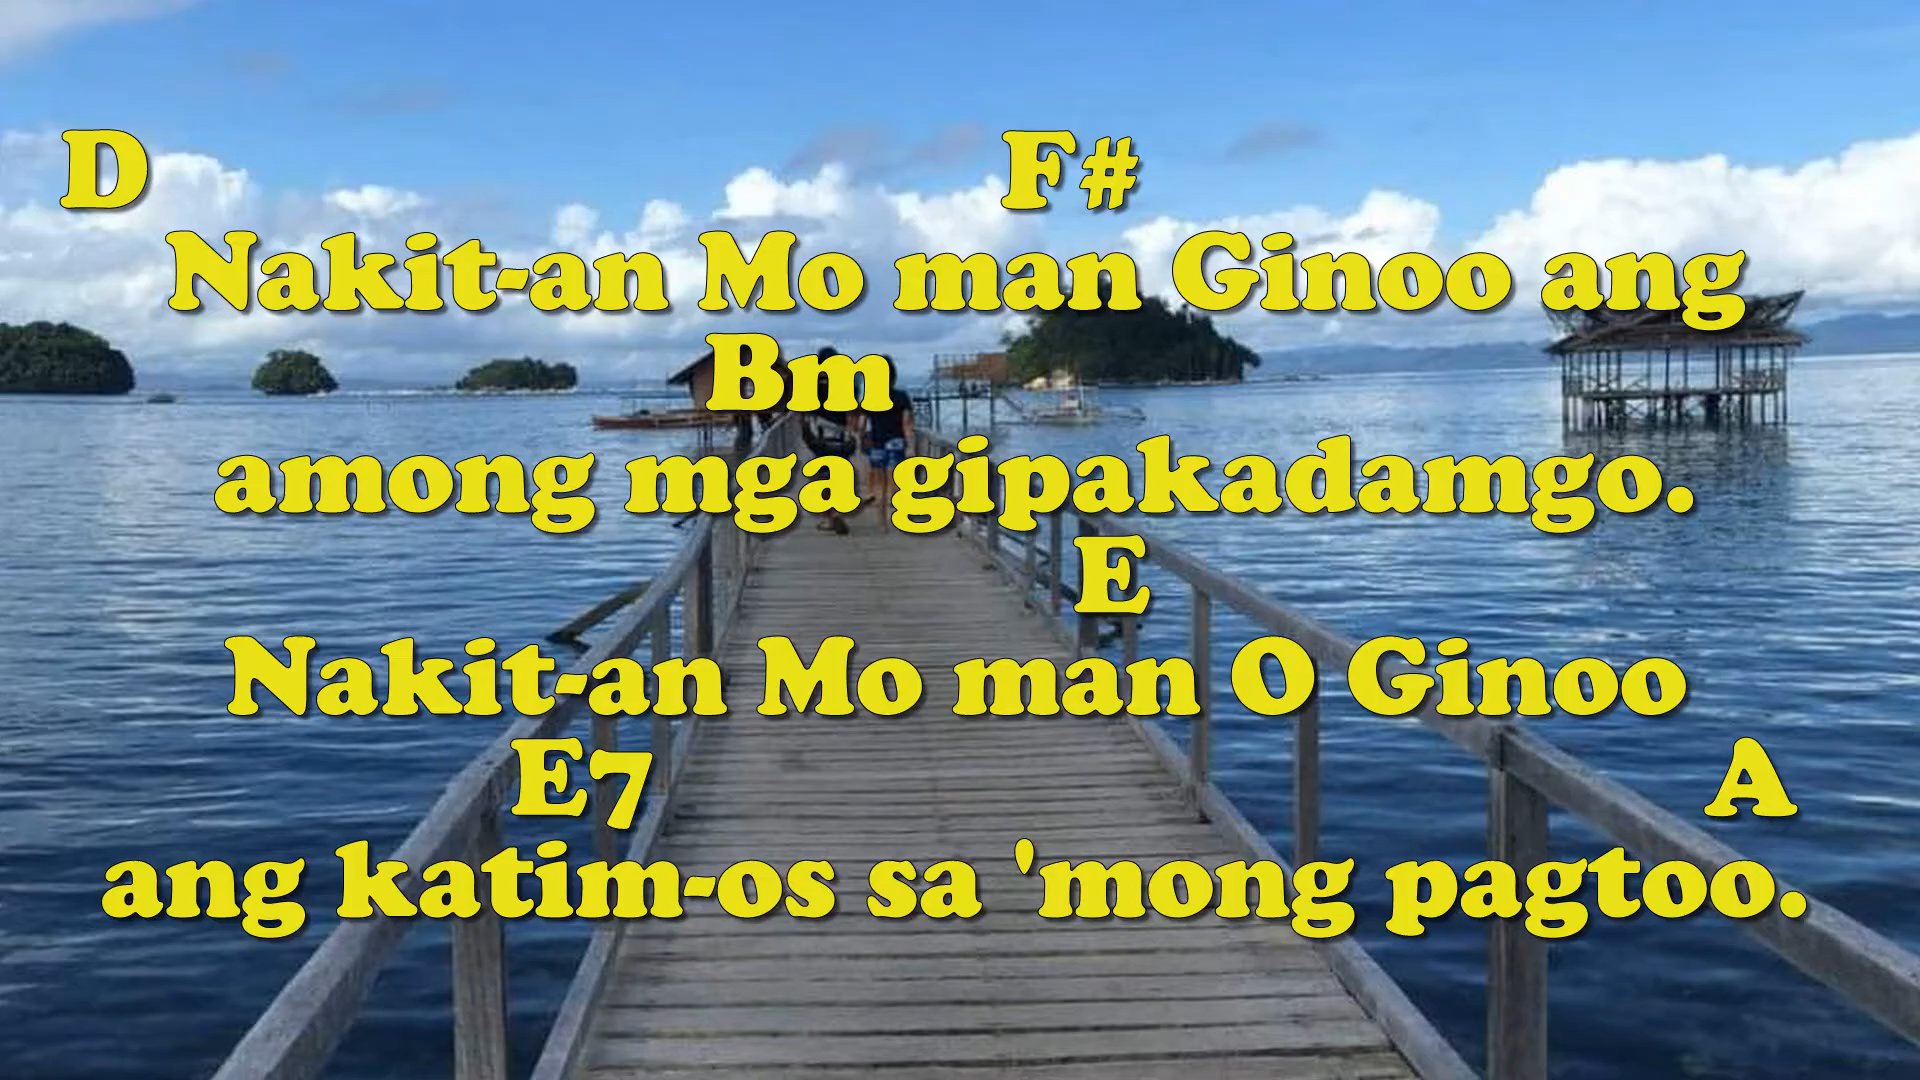 D F#
Nakit-an Mo man Ginoo ang
Bm
among mga gipakadamgo.
E
Nakit-an Mo man O Ginoo
E7 A
ang katim-os sa 'mong pagtoo.